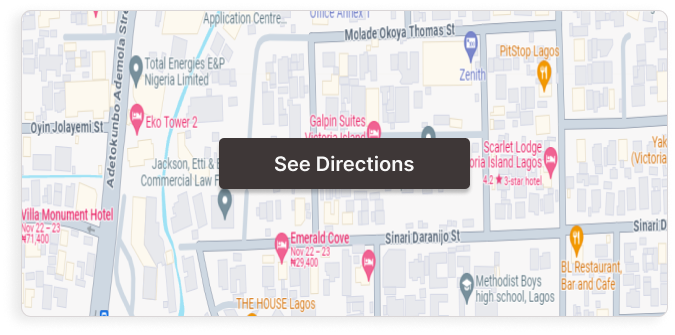 Application Centre...
Office Annex 1
Molade Okoya Thomas St
Adetokunbo Ademola Stre
Total Energies E&P
Nigeria Limited
Zenith
PitStop Lagos
Eko Tower 2
Oyin Jolayemi St
Galpin Suites
Victoria Island
Scarlet Lodge
oria Island Lagos
4.2 ★ 3-star hotel
Yak
(Victoria
Jackson, Etti & E
Commercial Law F
See Directions
Villa Monument Hotel
Nov 22 – 23
₦71,400
Emerald Cove
Nov 22 – 23
₦29,400
Sinari Daranijo St
Sinari D
BL Restaurant,
Bar and Cafe
Methodist Boys
high school, Lagos
THE HOUSE Lagos